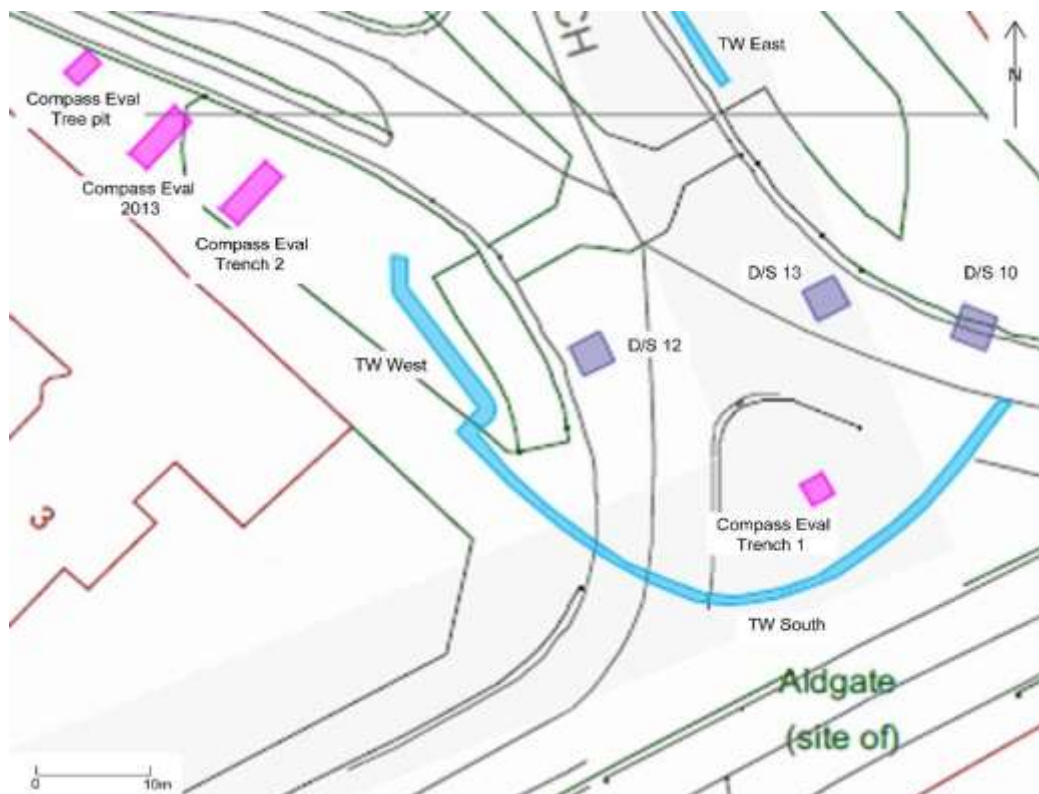 CH
TW East
N
Compass Eval
Tree pit
Compass Eval
2013
Compass Eval
Trench 2
D/S 13
D/S 10
TW West
D/S 12
3
Compass Eval
Trench 1
TW South
Aldgate
(site of)
0
10m